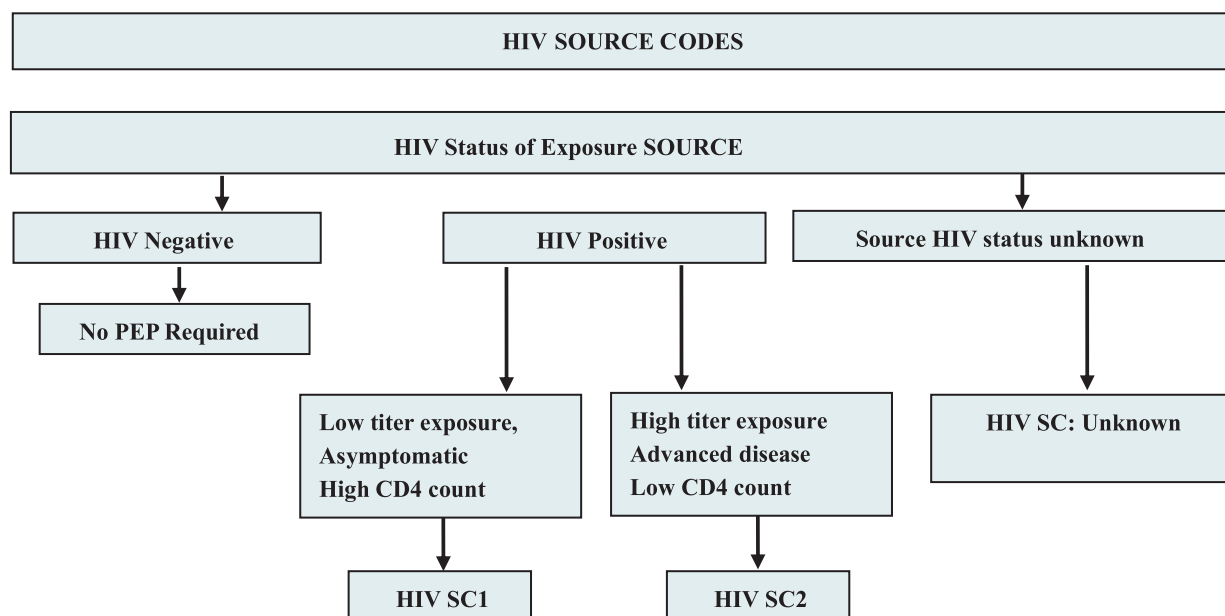 HIV SOURCE CODES
HIV Status of Exposure SOURCE
HIV Negative
HIV Positive
Source HIV status unknown
No PEP Required
Low titer exposure,
Asymptomatic
High CD4 count
High titer exposure
Advanced disease
Low CD4 count
HIV SC: Unknown
HIV SC1
HIV SC2